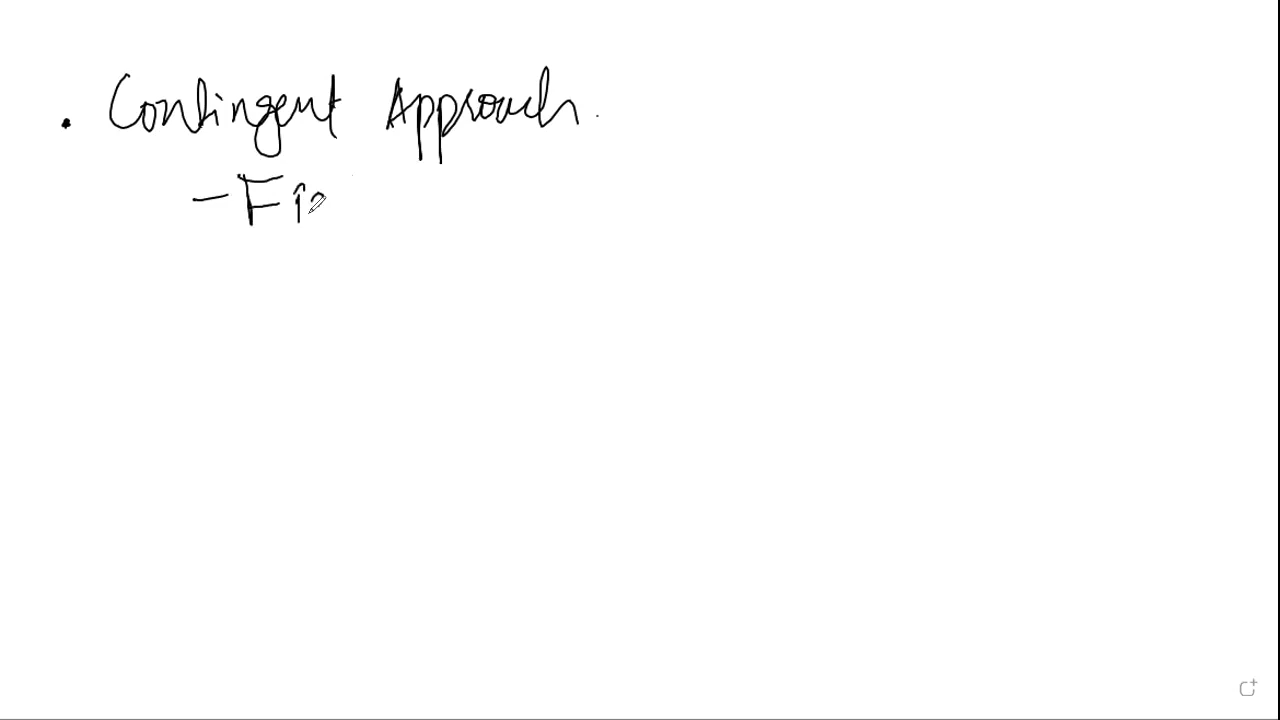 . Contingent Approach.
- Fi